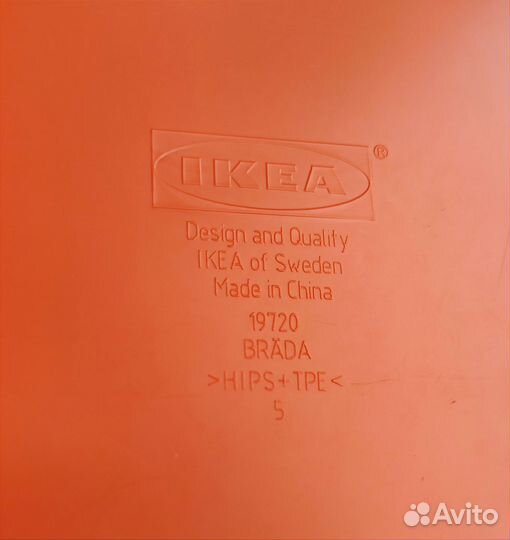 IKEA®
Design and Quality
IKEA of Sweden
Made in China
19720
BRÄDA
>HIPS+TPE<
5
Avito